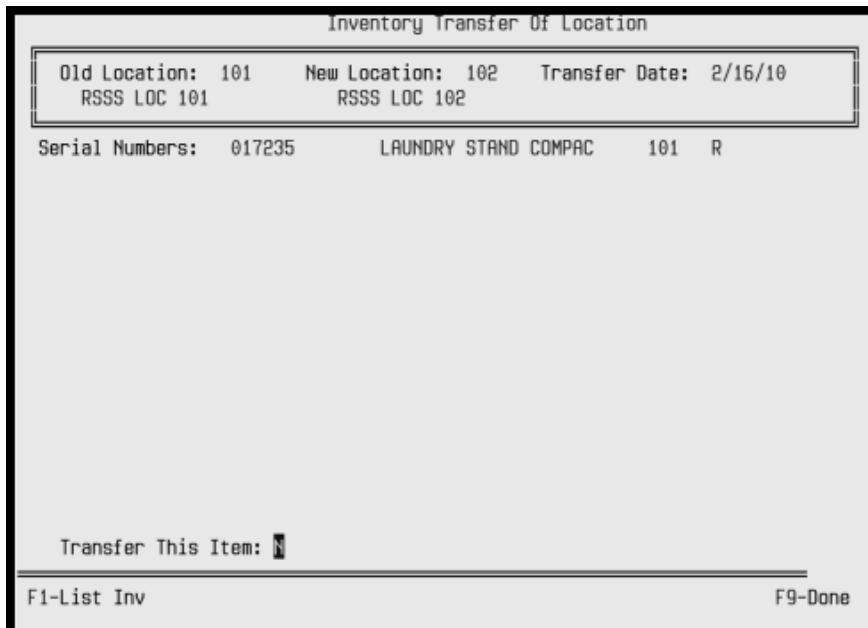 Inventory Transfer Of Location
Old Location: 101 New Location: 102 Transfer Date: 2/16/10
RSSS LOC 101 RSSS LOC 102
Serial Numbers: 017235 LAUNDRY STAND COMPAC 101 R
Transfer This Item: N
F1-List Inv F9-Done